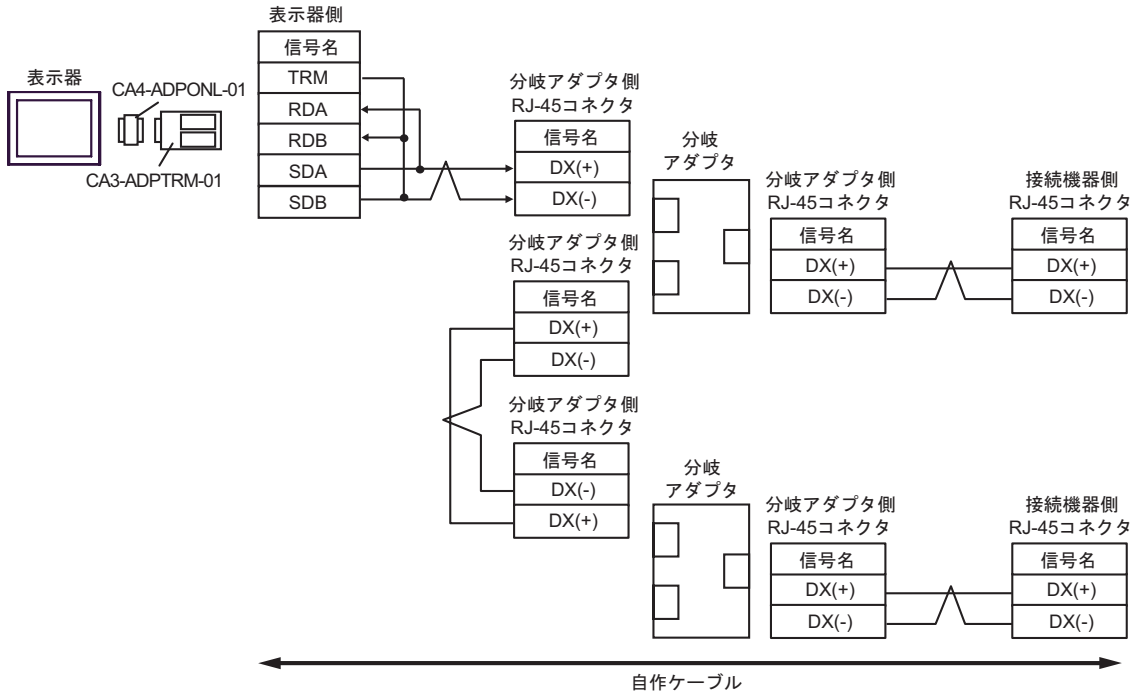 表示器側
信号名
TRM
RDA
RDB
SDA
SDB
表示器
CA4-ADPONL-01
CA3-ADPTRM-01
分岐アダプタ側
RJ-45コネクタ
信号名
DX(+)
DX(-)
分岐
アダプタ
分岐アダプタ側
RJ-45コネクタ
信号名
DX(+)
DX(-)
接続機器側
RJ-45コネクタ
信号名
DX(+)
DX(-)
分岐アダプタ側
RJ-45コネクタ
信号名
DX(+)
DX(-)
分岐アダプタ側
RJ-45コネクタ
信号名
DX(-)
DX(+)
分岐
アダプタ
分岐アダプタ側
RJ-45コネクタ
信号名
DX(+)
DX(-)
接続機器側
RJ-45コネクタ
信号名
DX(+)
DX(-)
自作ケーブル